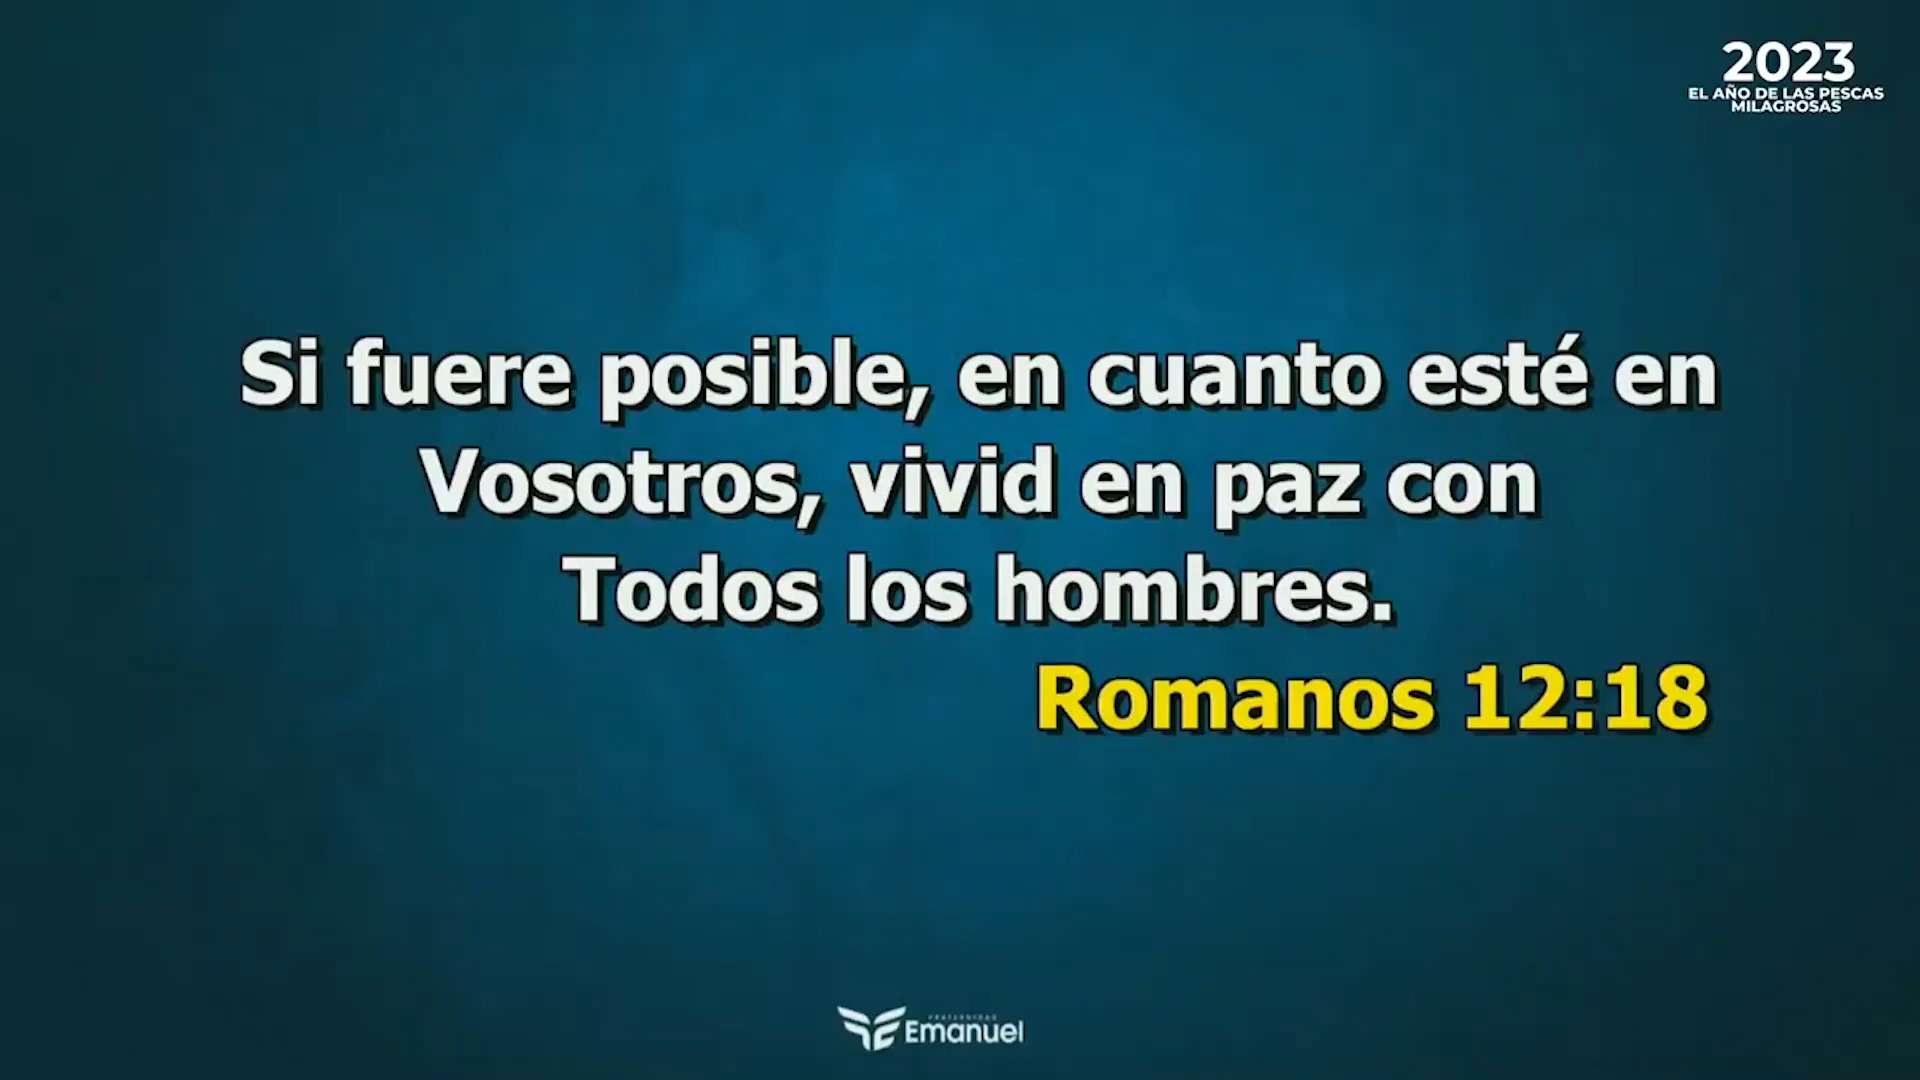 2023
EL AÑO DE LAS PESCAS
MILAGROSAS
Si fuere posible, en cuanto esté en
Vosotros, vivid en paz con
Todos los hombres.
Romanos 12:18
FRATERNIDAD
Emanuel